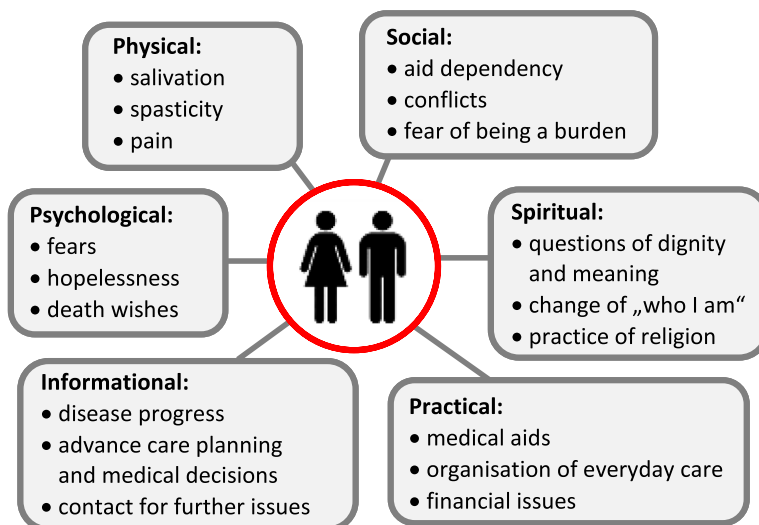 Physical:
• salivation
• spasticity
• pain
Social:
• aid dependency
• conflicts
• fear of being a burden
Psychological:
• fears
• hopelessness
• death wishes
Spiritual:
• questions of dignity
and meaning
• change of „who I am“
• practice of religion
Informational:
• disease progress
• advance care planning
and medical decisions
• contact for further issues
Practical:
• medical aids
• organisation of everyday care
• financial issues